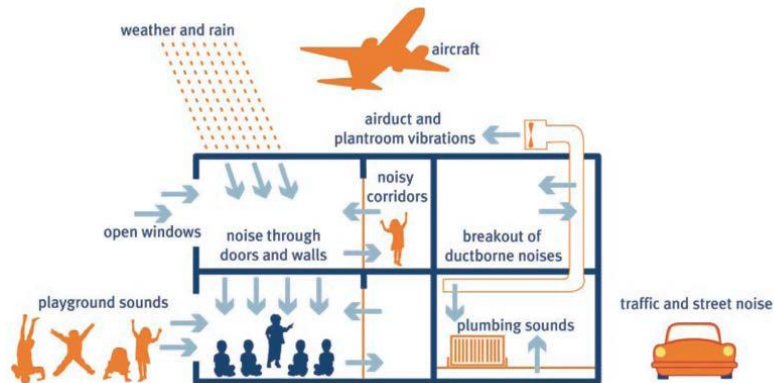 weather and rain
aircraft
airduct and
plantroom vibrations
noisy
corridors
open windows
noise through
doors and walls
breakout of
ductborne noises
playground sounds
plumbing sounds
traffic and street noise